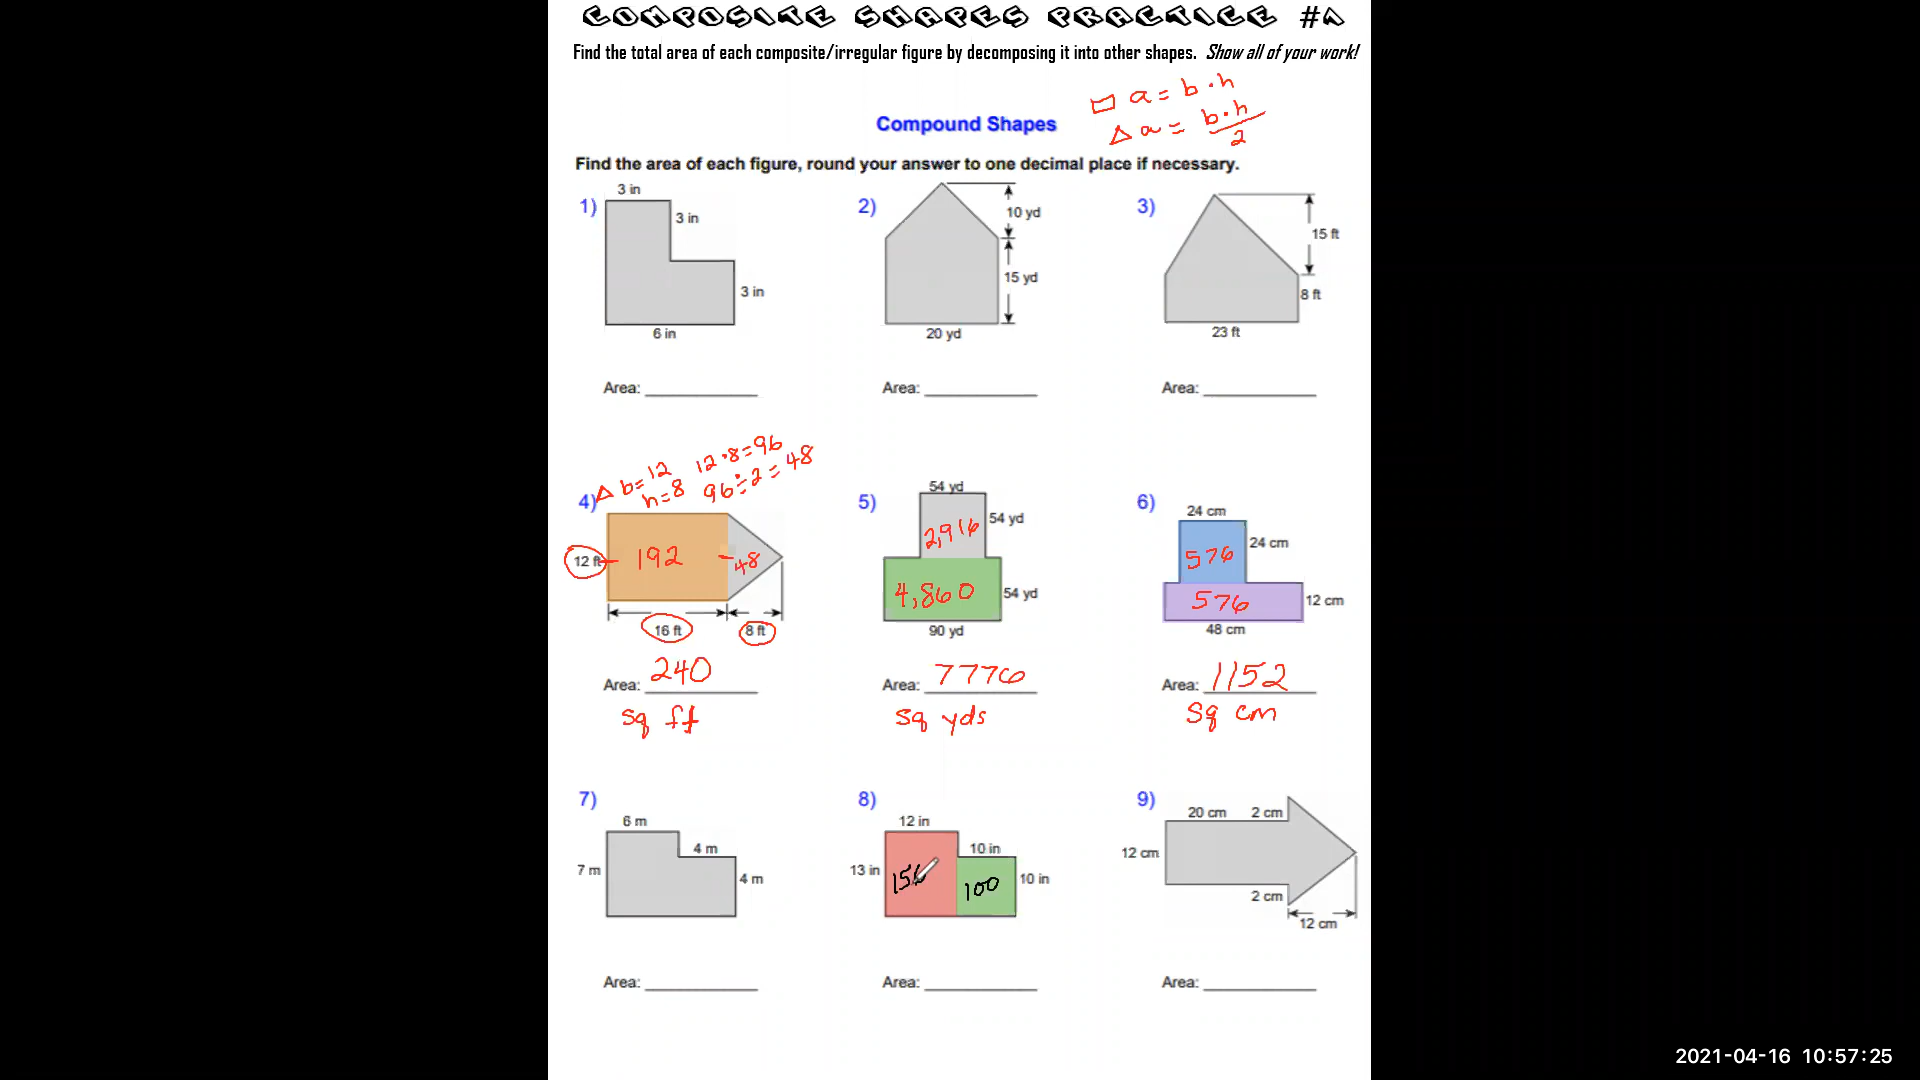 COMPOSITE SHAPES PRACTICE #1
Find the total area of each composite/irregular figure by decomposing it into other shapes. Show all of your work!
a = b · h
Compound Shapes
a = b · h
2
Find the area of each figure, round your answer to one decimal place if necessary.
1)
3 in
3 in
3 in
6 in
Area:
2)
10 yd
15 yd
20 yd
Area:
3)
15 ft
8 ft
23 ft
Area:
4)
b = 12
h = 8
12 · 8 = 96
96 ÷ 2 = 48
12 ft
192
48
16 ft
8 ft
Area: 240
sq ft
5)
54 yd
2,916
54 yd
4,860
54 yd
90 yd
Area: 7776
sq yds
6)
24 cm
576
24 cm
576
12 cm
48 cm
Area: 1152
sq cm
7)
6 m
4 m
7 m
4 m
Area:
8)
12 in
10 in
13 in
156
100
10 in
Area:
9)
20 cm
2 cm
12 cm
2 cm
12 cm
Area:
2021-04-16 10:57:25